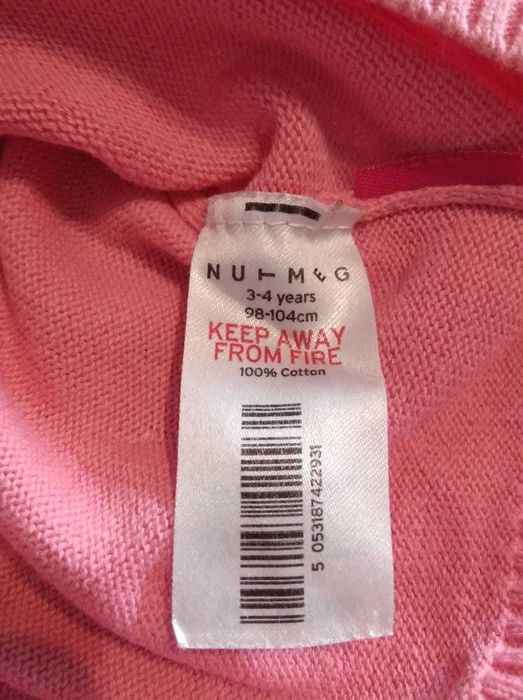 NUTMEG
3-4 years
98-104cm
KEEP AWAY
FROM FIRE
100% Cotton
5 053187 422931